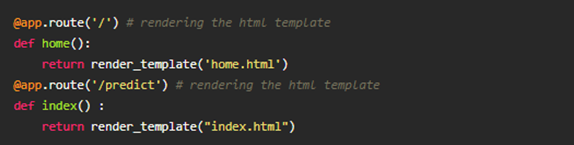 @app.route('/') # rendering the html template
def home():
    return render_template('home.html')
@app.route('/predict') # rendering the html template
def index() :
    return render_template("index.html")